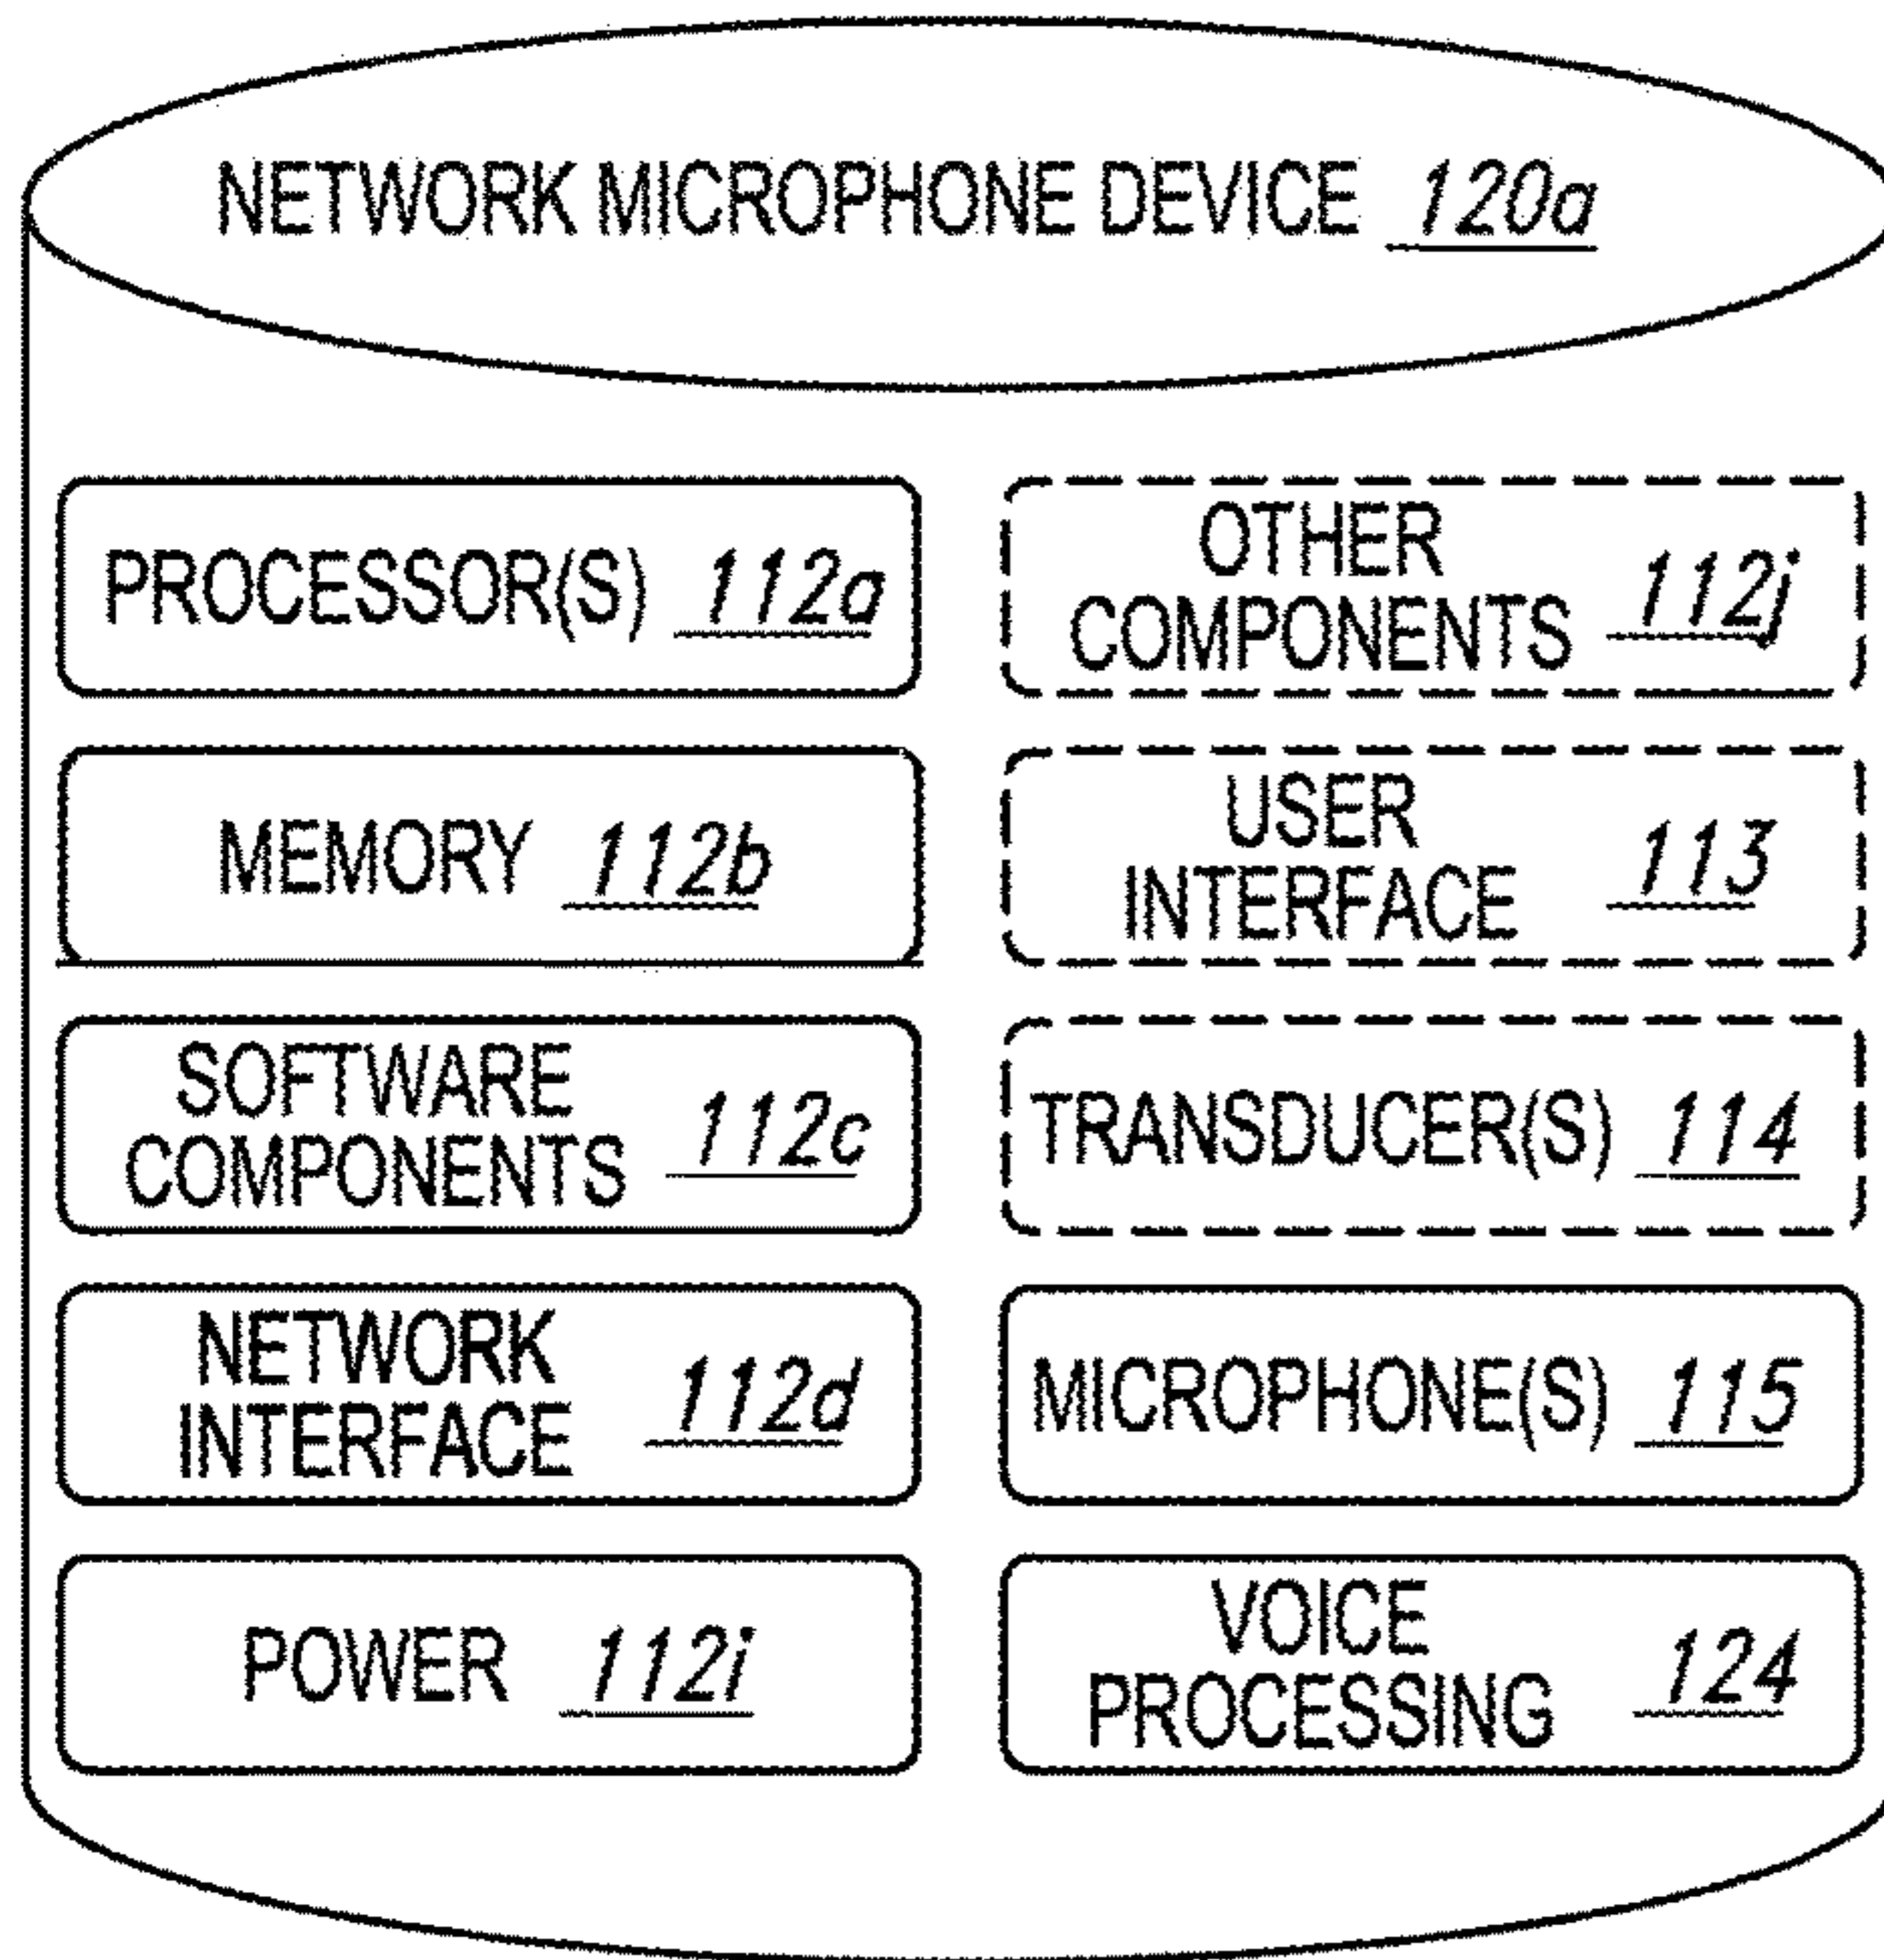 NETWORK MICROPHONE DEVICE 120a
PROCESSOR(S) 112a
MEMORY 112b
SOFTWARE
COMPONENTS 112c
NETWORK
INTERFACE 112d
POWER 112i
OTHER
COMPONENTS 112j
USER
INTERFACE 113
TRANSDUCER(S) 114
MICROPHONE(S) 115
VOICE
PROCESSING 124